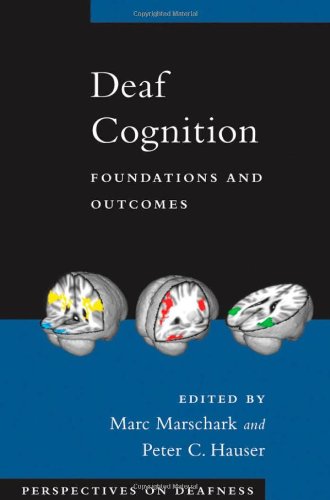 Deaf
Cognition
FOUNDATIONS AND
OUTCOMES
EDITED BY
Marc Marschark and
Peter C. Hauser
PERSPECTIVES ON DEAFNESS